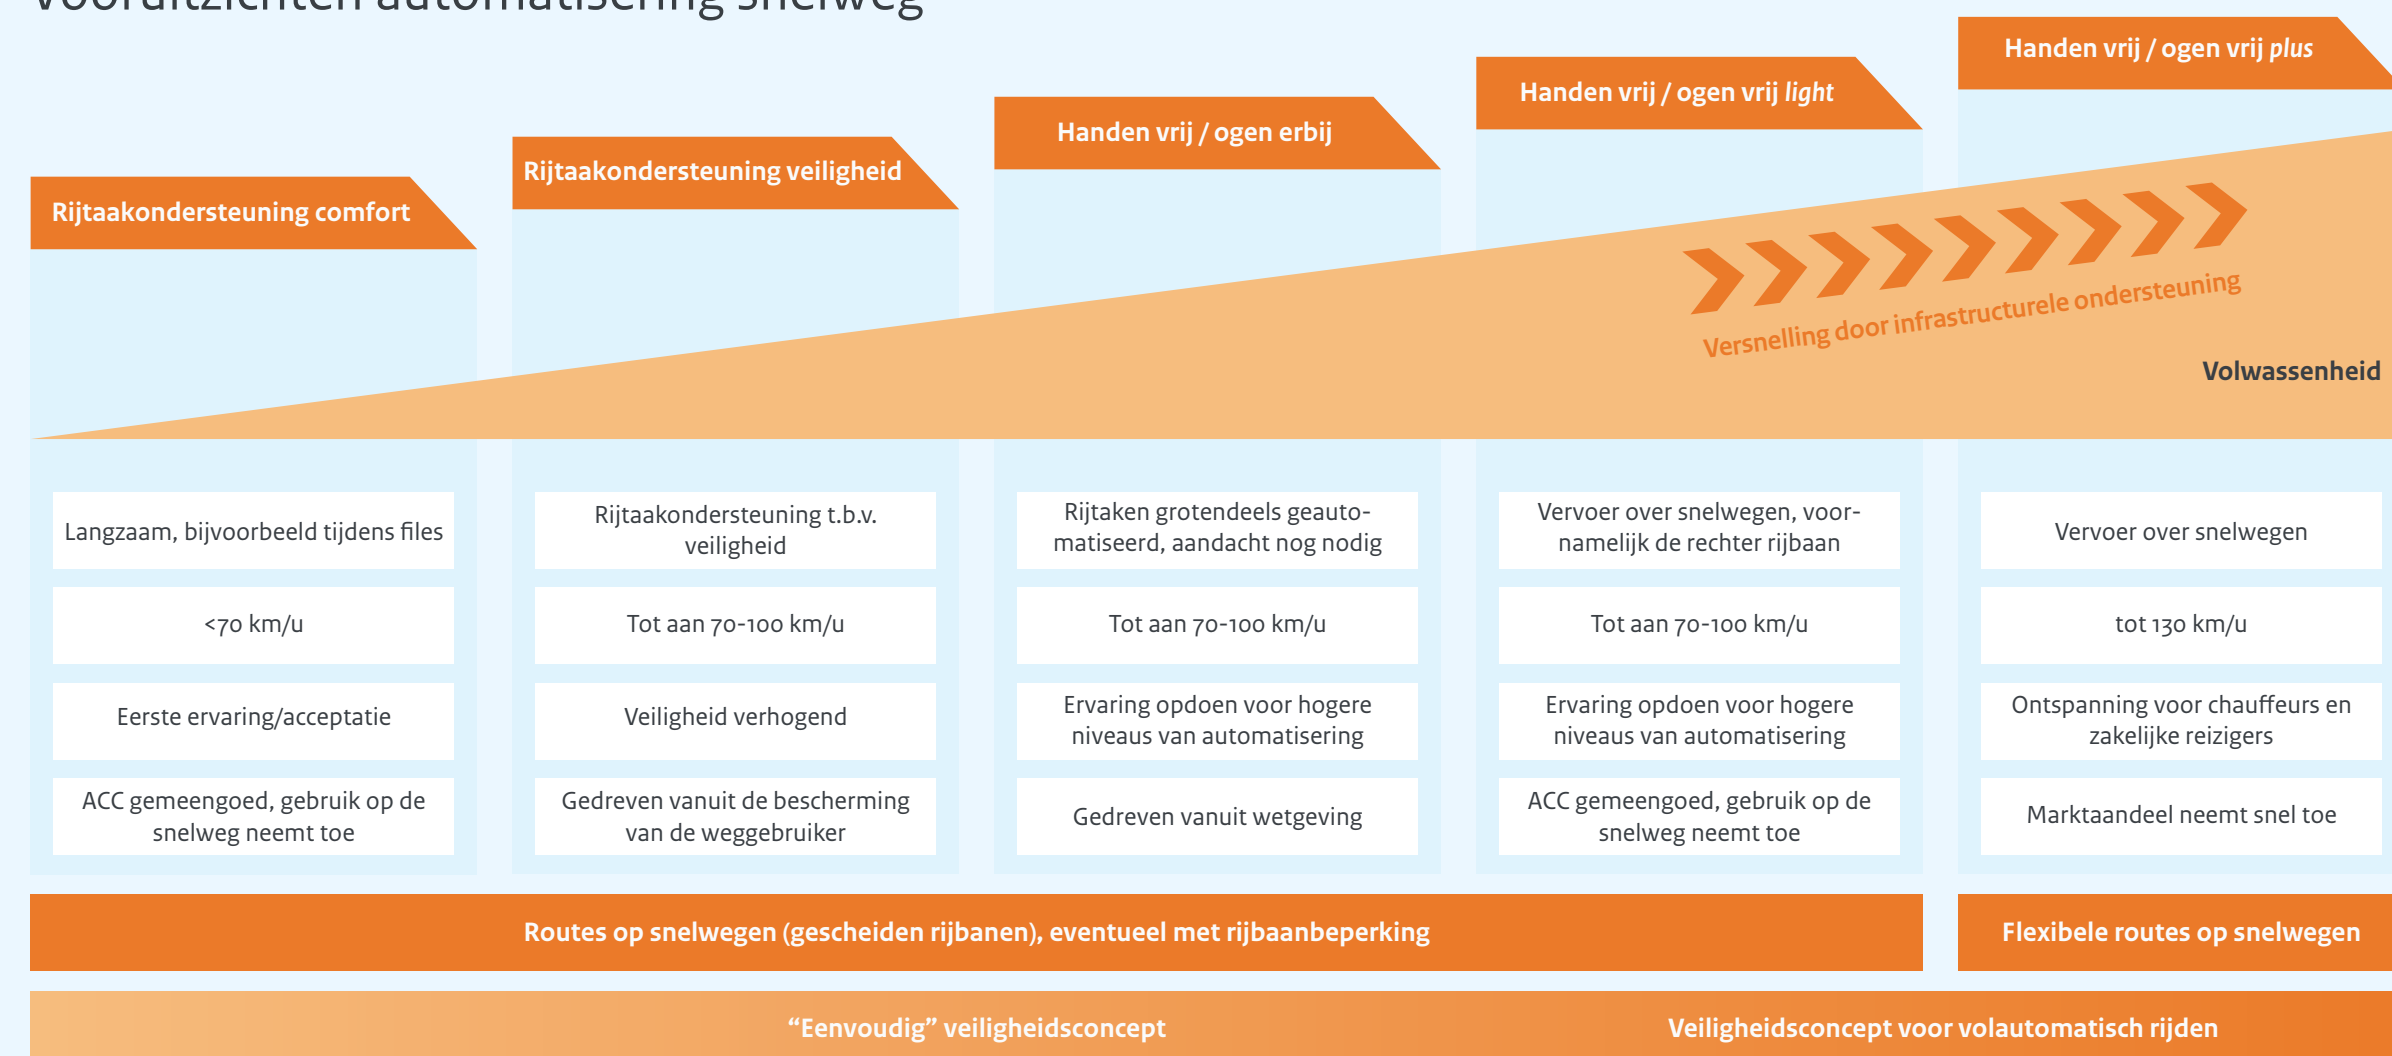 Vooruitzichten automatisering snelweg
Handen vrij / ogen vrij plus
Handen vrij / ogen vrij light
Handen vrij / ogen erbij
Rijtaakondersteuning veiligheid
Rijtaakondersteuning comfort
Versnelling door infrastructurele ondersteuning
Volwassenheid
Langzaam, bijvoorbeeld tijdens files
<70 km/u
Eerste ervaring/acceptatie
ACC gemeengoed, gebruik op de
snelweg neemt toe
Rijtaakondersteuning t.b.v.
veiligheid
Tot aan 70-100 km/u
Veiligheid verhogend
Gedreven vanuit de bescherming
van de weggebruiker
Rijtaken grotendeels geauto-
matiseerd, aandacht nog nodig
Tot aan 70-100 km/u
Ervaring opdoen voor hogere
niveaus van automatisering
Gedreven vanuit wetgeving
Vervoer over snelwegen, voor-
namelijk de rechter rijbaan
Tot aan 70-100 km/u
Ervaring opdoen voor hogere
niveaus van automatisering
ACC gemeengoed, gebruik op de
snelweg neemt toe
Vervoer over snelwegen
tot 130 km/u
Ontspanning voor chauffeurs en
zakelijke reizigers
Marktaandeel neemt snel toe
Routes op snelwegen (gescheiden rijbanen), eventueel met rijbaanbeperking
Flexibele routes op snelwegen
“Eenvoudig” veiligheidsconcept
Veiligheidsconcept voor volautomatisch rijden